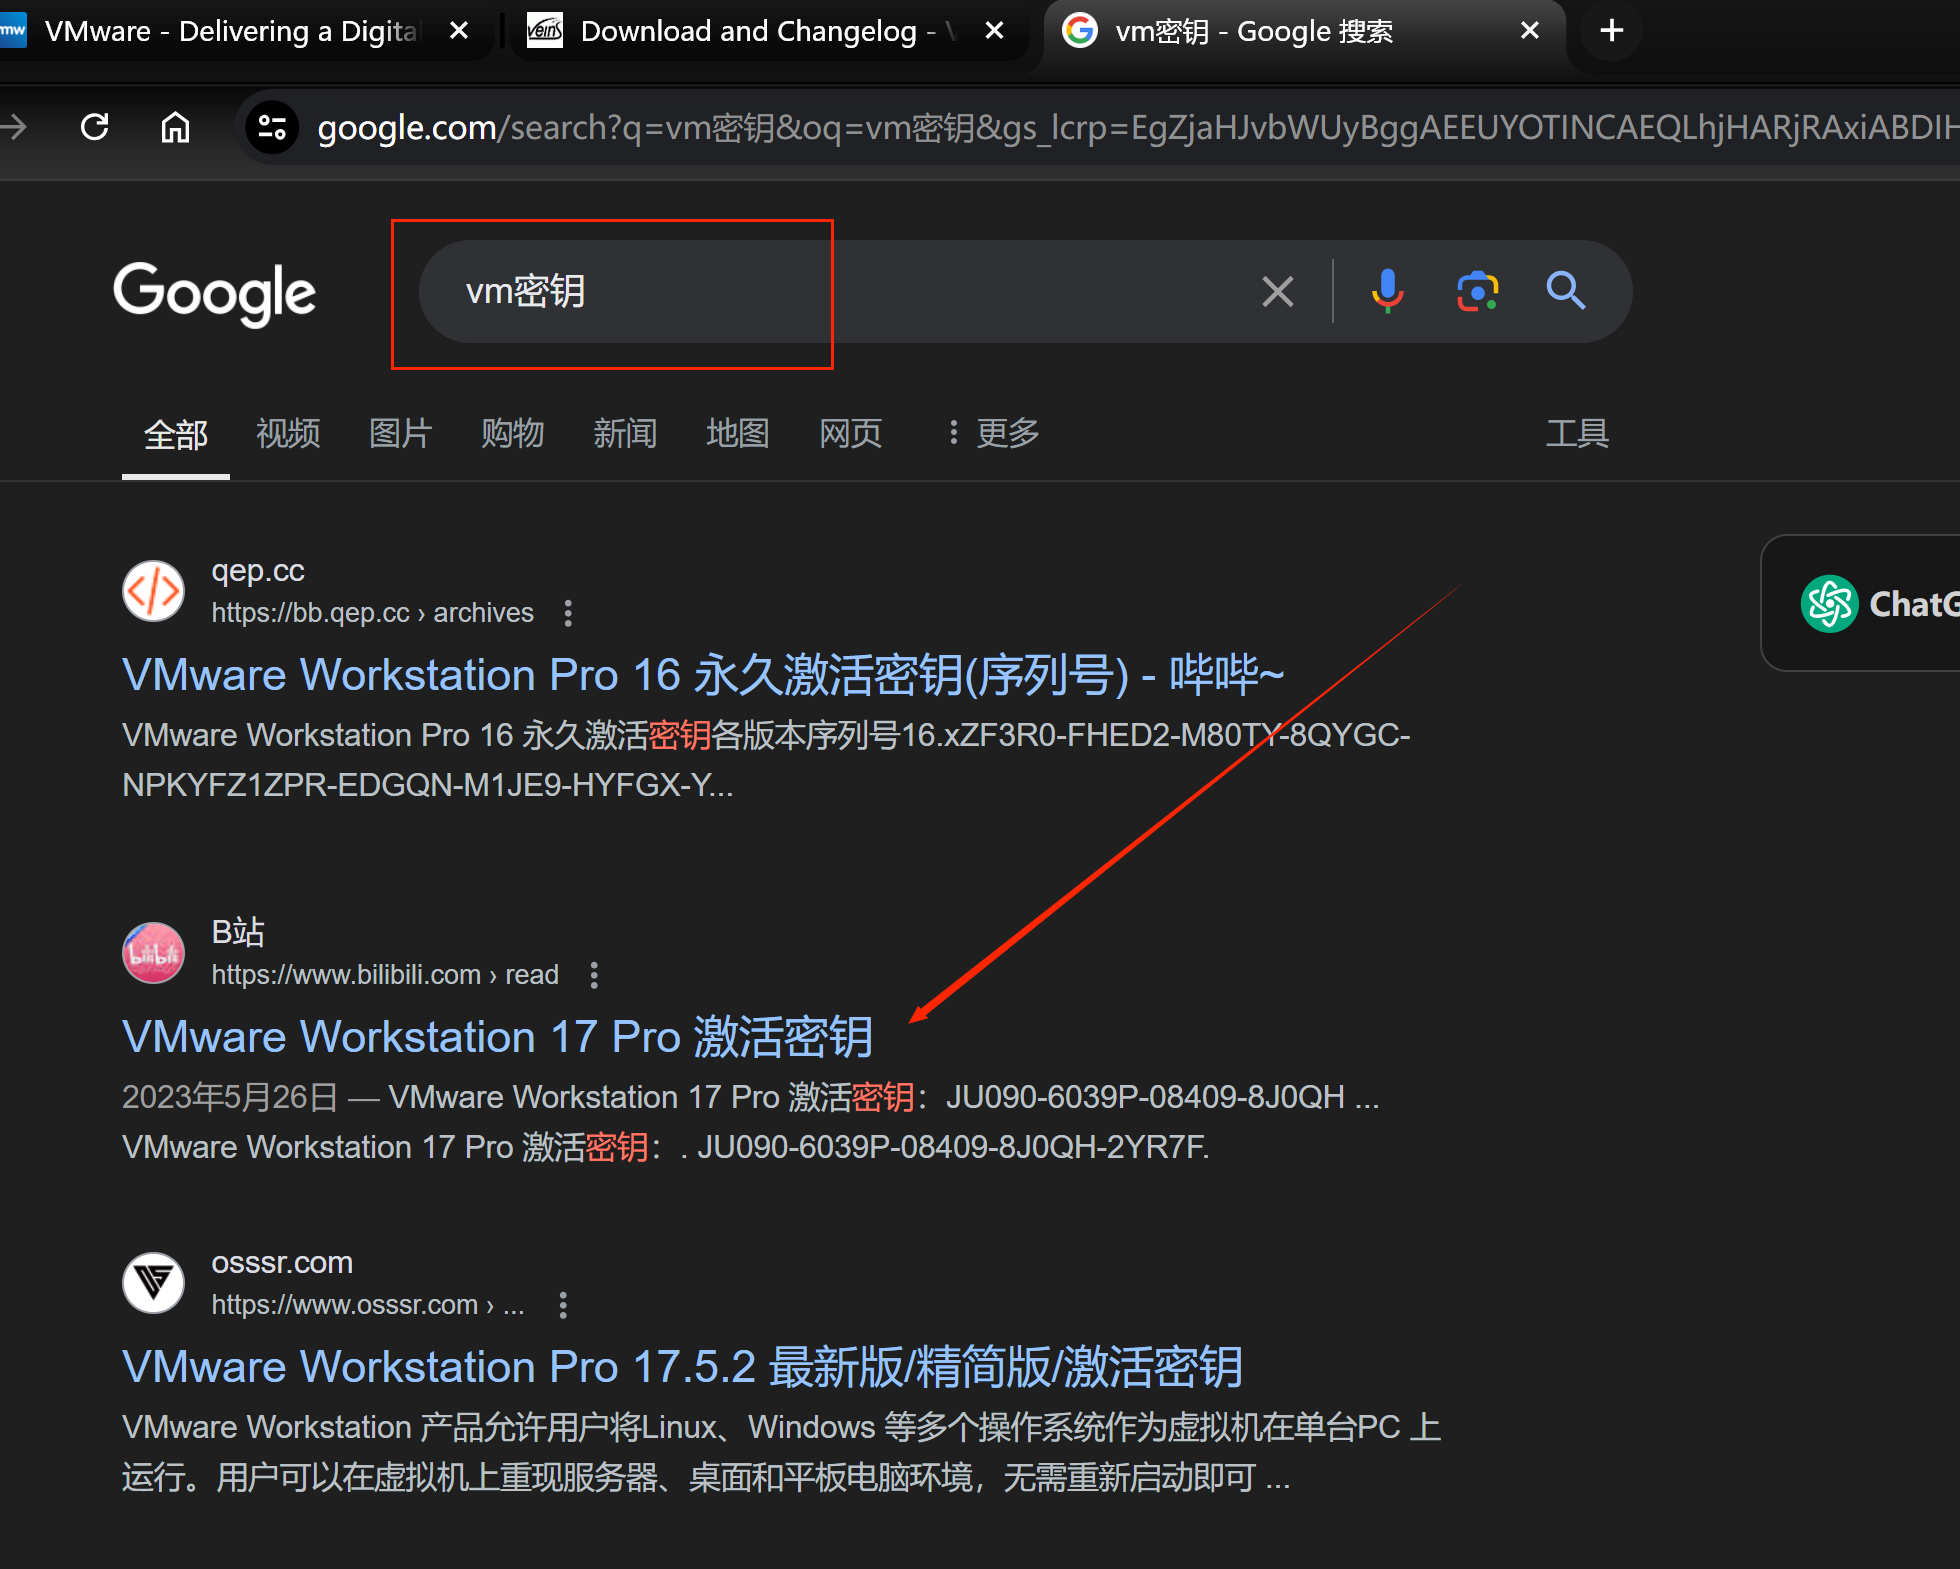 VMware - Delivering a Digita
Download and Changelog - V
vm密钥 - Google 搜索
google.com/search?q=vm密钥&oq=vm密钥&gs_lcrp=EgZjaHJvbWUyBggAEEUYOTINCAEQLhjHARjRAxiABDIH
Google
vm密钥
全部 视频 图片 购物 新闻 地图 网页 更多 工具
qep.cc
https://bb.qep.cc › archives
VMware Workstation Pro 16 永久激活密钥(序列号) - 哔哔~
VMware Workstation Pro 16 永久激活密钥各版本序列号16.xZF3R0-FHED2-M80TY-8QYGC-
NPKYFZ1ZPR-EDGQN-M1JE9-HYFGX-Y...
ChatG
B站
https://www.bilibili.com › read
VMware Workstation 17 Pro 激活密钥
2023年5月26日 — VMware Workstation 17 Pro 激活密钥：JU090-6039P-08409-8J0QH ...
VMware Workstation 17 Pro 激活密钥：. JU090-6039P-08409-8J0QH-2YR7F.
osssr.com
https://www.osssr.com › ...
VMware Workstation Pro 17.5.2 最新版/精简版/激活密钥
VMware Workstation 产品允许用户将Linux、Windows 等多个操作系统作为虚拟机在单台PC 上
运行。用户可以在虚拟机上重现服务器、桌面和平板电脑环境，无需重新启动即可 ...